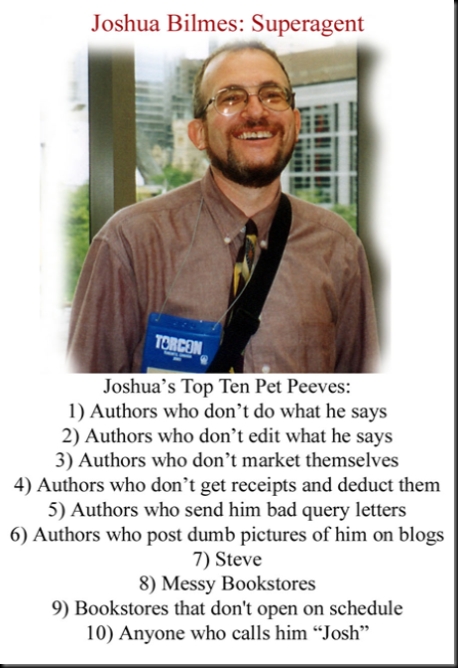 Joshua Bilmes: Superagent
TORCON
Joshua’s Top Ten Pet Peeves:
1) Authors who don’t do what he says
2) Authors who don’t edit what he says
3) Authors who don’t market themselves
4) Authors who don’t get receipts and deduct them
5) Authors who send him bad query letters
6) Authors who post dumb pictures of him on blogs
7) Steve
8) Messy Bookstores
9) Bookstores that don't open on schedule
10) Anyone who calls him “Josh”